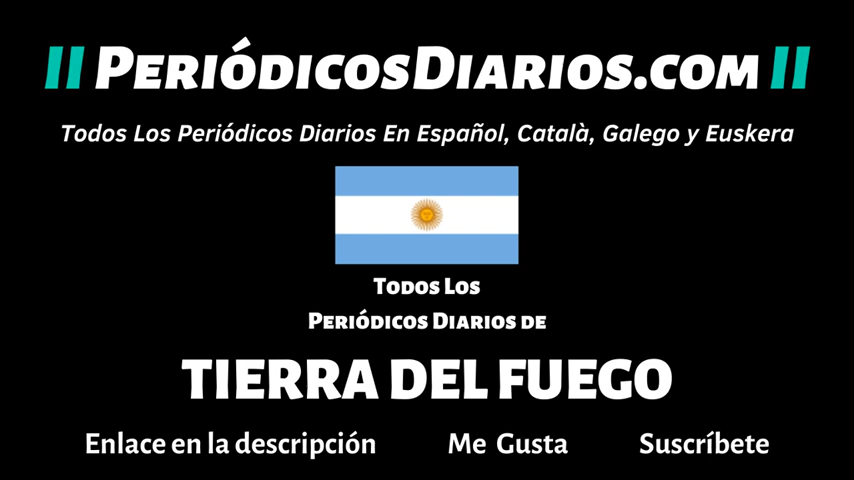 PeriódicosDiarios.com
Todos Los Periódicos Diarios En Español, Català, Galego y Euskera
Todos Los
Periódicos Diarios de
TIERRA DEL FUEGO
Enlace en la descripción Me Gusta Suscríbete